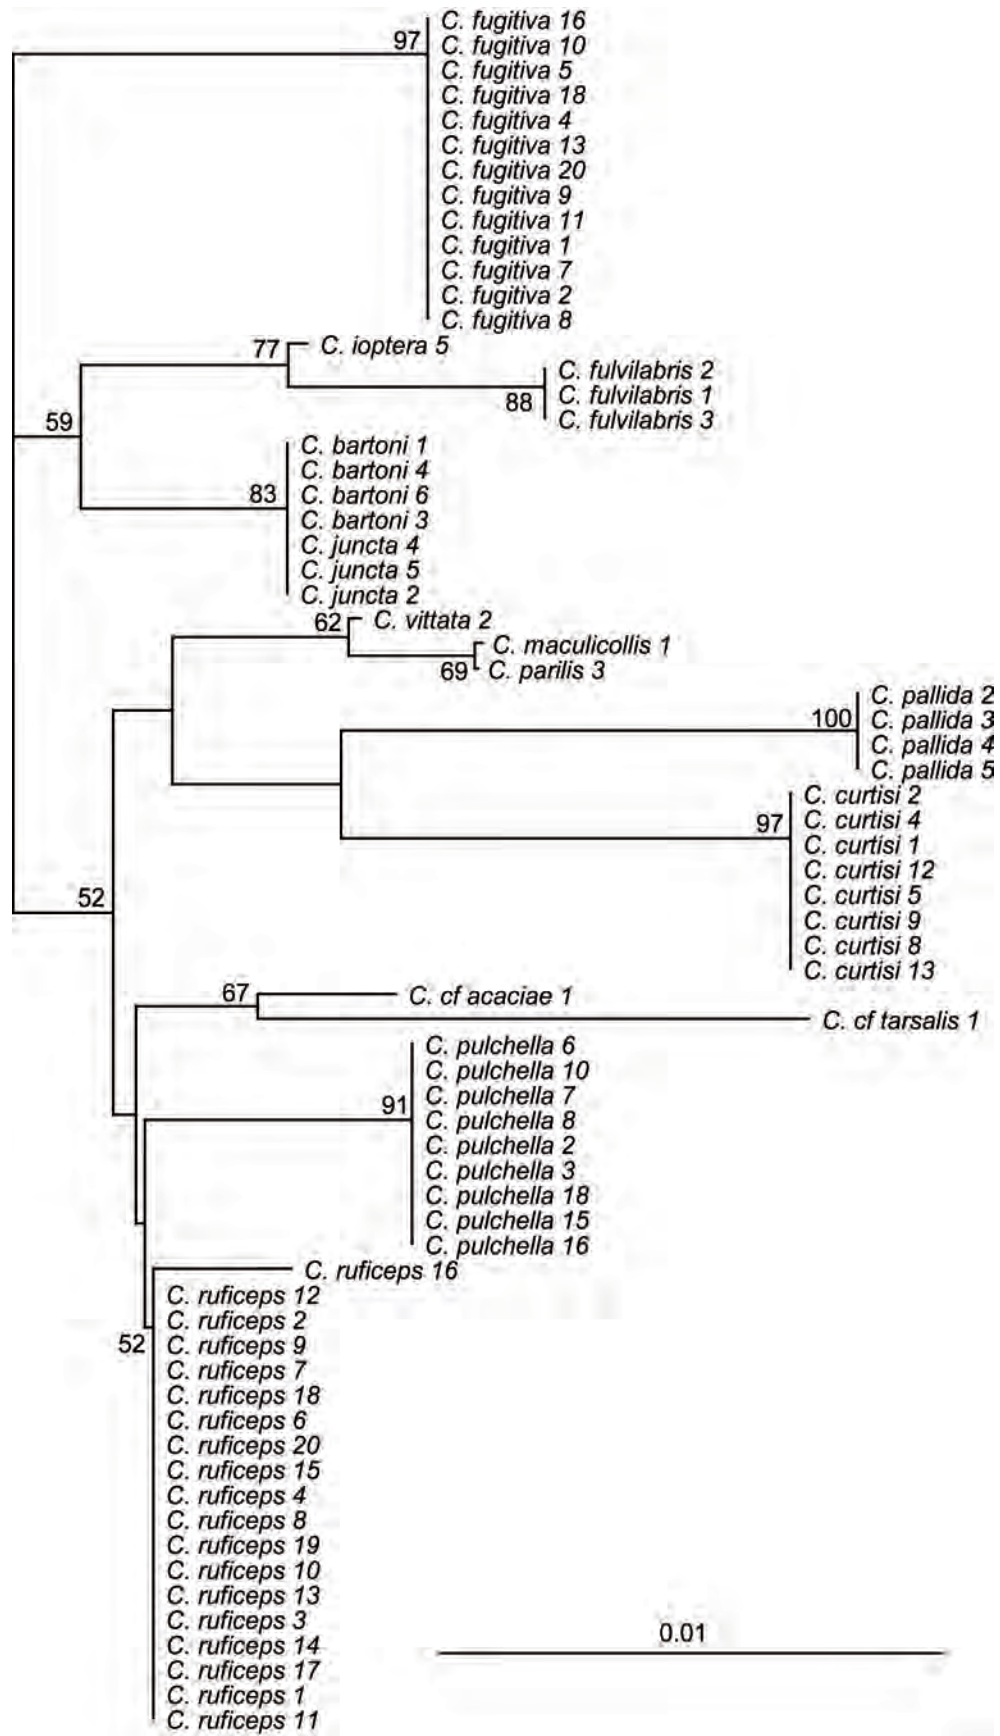 C. fugitiva 16
97
C. fugitiva 10
C. fugitiva 5
C. fugitiva 18
C. fugitiva 4
C. fugitiva 13
C. fugitiva 20
C. fugitiva 9
C. fugitiva 11
C. fugitiva 1
C. fugitiva 7
C. fugitiva 2
C. fugitiva 8
77
C. ioptera 5
C. fulvilabris 2
C. fulvilabris 1
88
C. fulvilabris 3
59
C. bartoni 1
C. bartoni 4
83
C. bartoni 6
C. bartoni 3
C. juncta 4
C. juncta 5
C. juncta 2
62
C. vittata 2
C. maculicollis 1
69
C. parilis 3
C. pallida 2
100
C. pallida 3
C. pallida 4
C. pallida 5
C. curtisi 2
97
C. curtisi 4
C. curtisi 1
C. curtisi 12
C. curtisi 5
52
C. curtisi 9
C. curtisi 8
C. curtisi 13
67
C. cf acaciae 1
C. cf tarsalis 1
C. pulchella 6
C. pulchella 10
91
C. pulchella 7
C. pulchella 8
C. pulchella 2
C. pulchella 3
C. pulchella 18
C. pulchella 15
C. pulchella 16
C. ruficeps 16
C. ruficeps 12
C. ruficeps 2
52
C. ruficeps 9
C. ruficeps 7
C. ruficeps 18
C. ruficeps 6
C. ruficeps 20
C. ruficeps 15
C. ruficeps 4
C. ruficeps 8
C. ruficeps 19
C. ruficeps 10
C. ruficeps 13
C. ruficeps 3
C. ruficeps 14
C. ruficeps 17
C. ruficeps 1
C. ruficeps 11
0.01